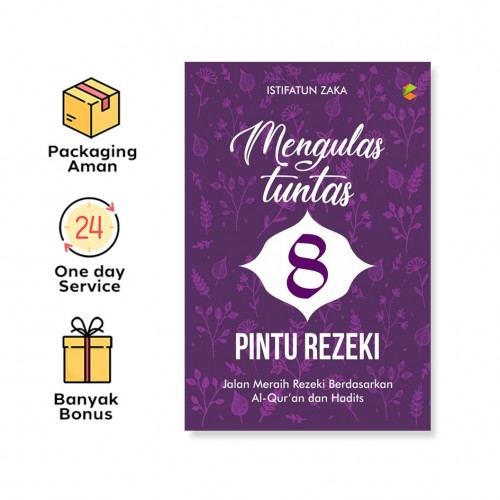 Packaging
Aman
24
One day
Service
Banyak
Bonus
ISTIFATUN ZAKA
Mengulas
tuntas
8
PINTU REZEKI
Jalan Meraih Rezeki Berdasarkan
Al-Qur'an dan Hadits